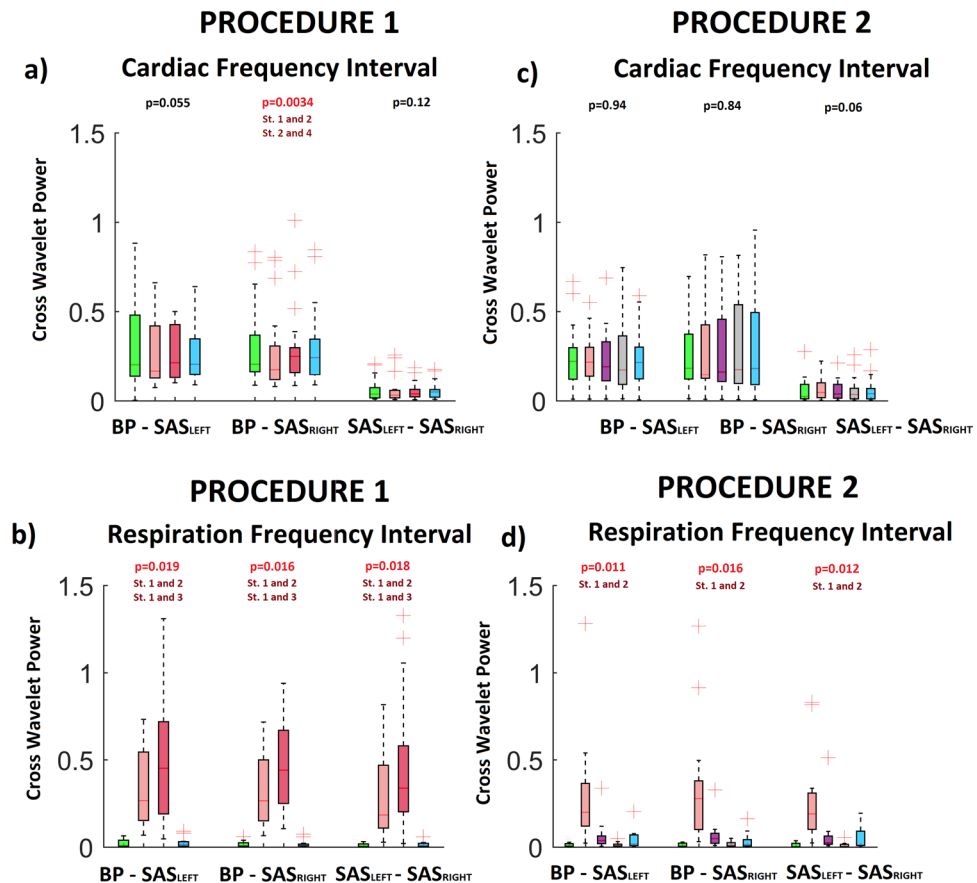 PROCEDURE 1
a)
Cardiac Frequency Interval
p=0.055
p=0.0034
p=0.12
St. 1 and 2
St. 2 and 4
Cross Wavelet Power
1.5
1
0.5
0
BP - SASLEFT
BP - SASRIGHT
SASLEFT - SASRIGHT
PROCEDURE 2
c)
Cardiac Frequency Interval
p=0.94
p=0.84
p=0.06
Cross Wavelet Power
1.5
1
0.5
0
BP - SASLEFT
BP - SASRIGHT
SASLEFT - SASRIGHT
PROCEDURE 1
b)
Respiration Frequency Interval
p=0.019
p=0.016
p=0.018
St. 1 and 2
St. 1 and 2
St. 1 and 2
St. 1 and 3
St. 1 and 3
St. 1 and 3
Cross Wavelet Power
1.5
1
0.5
0
BP - SASLEFT
BP - SASRIGHT
SASLEFT - SASRIGHT
PROCEDURE 2
d)
Respiration Frequency Interval
p=0.011
p=0.016
p=0.012
St. 1 and 2
St. 1 and 2
St. 1 and 2
Cross Wavelet Power
1.5
1
0.5
0
BP - SASLEFT
BP - SASRIGHT
SASLEFT - SASRIGHT